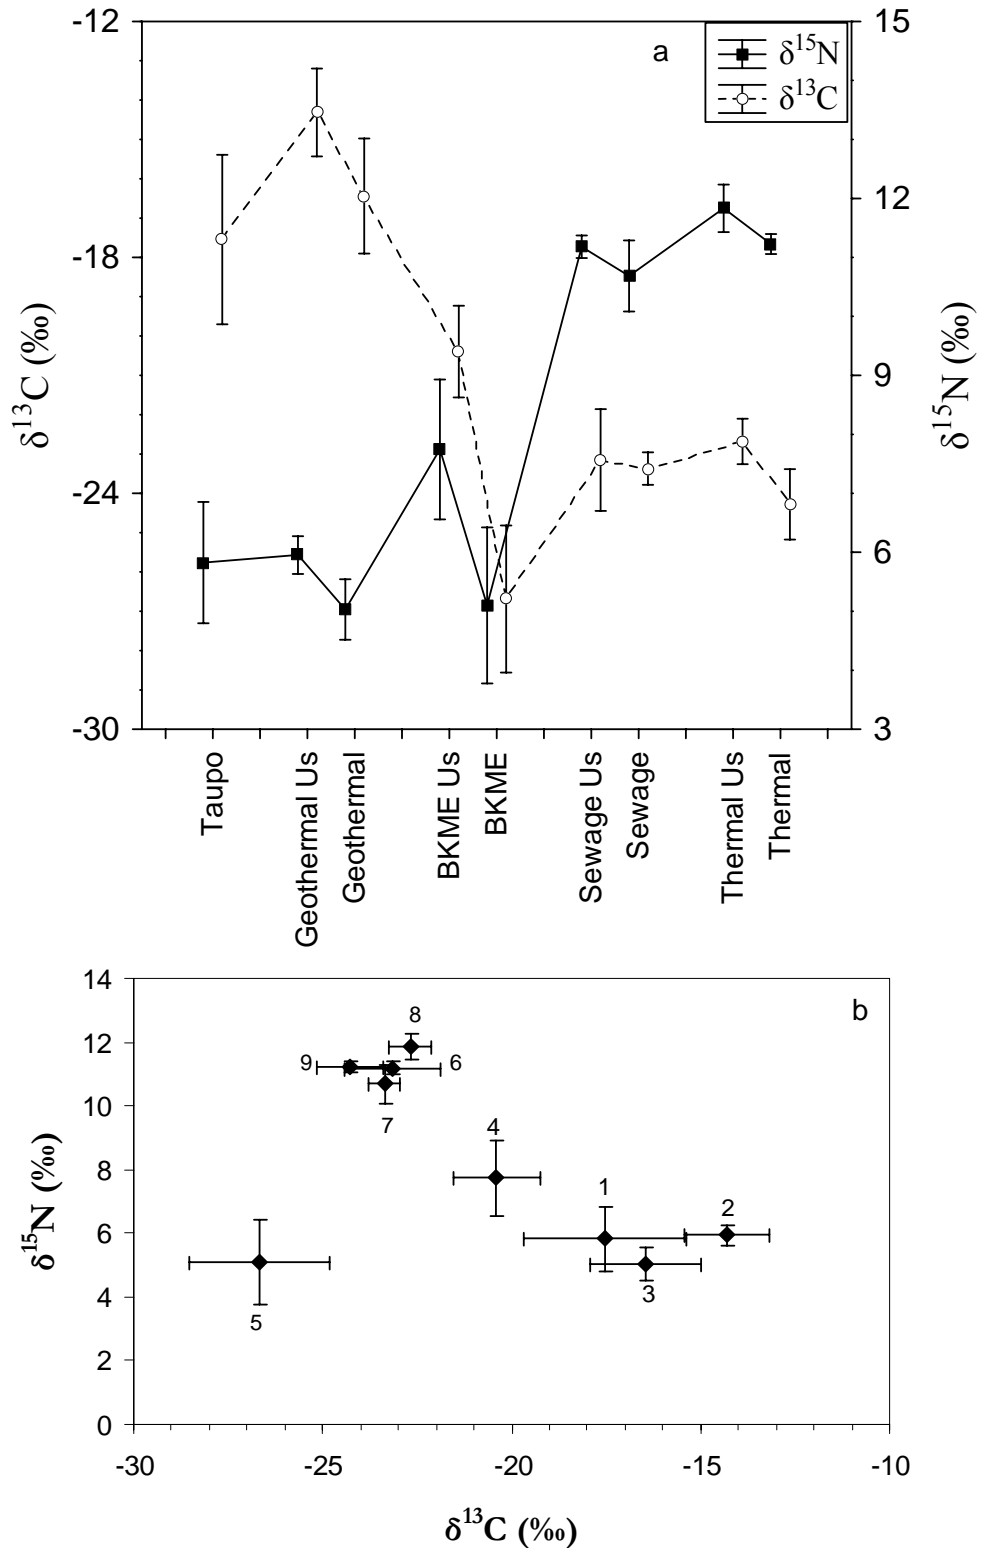 a
δ¹⁵N
δ¹³C
-12
-18
-24
-30
δ¹³C (‰)
15
12
9
6
3
δ¹⁵N (‰)
Taupo
Geothermal Us
Geothermal
BKME Us
BKME
Sewage Us
Sewage
Thermal Us
Thermal
b
14
12
10
8
6
4
2
0
δ¹⁵N (‰)
8
9
6
7
4
1
2
3
5
-30
-25
-20
-15
-10
δ¹³C (‰)